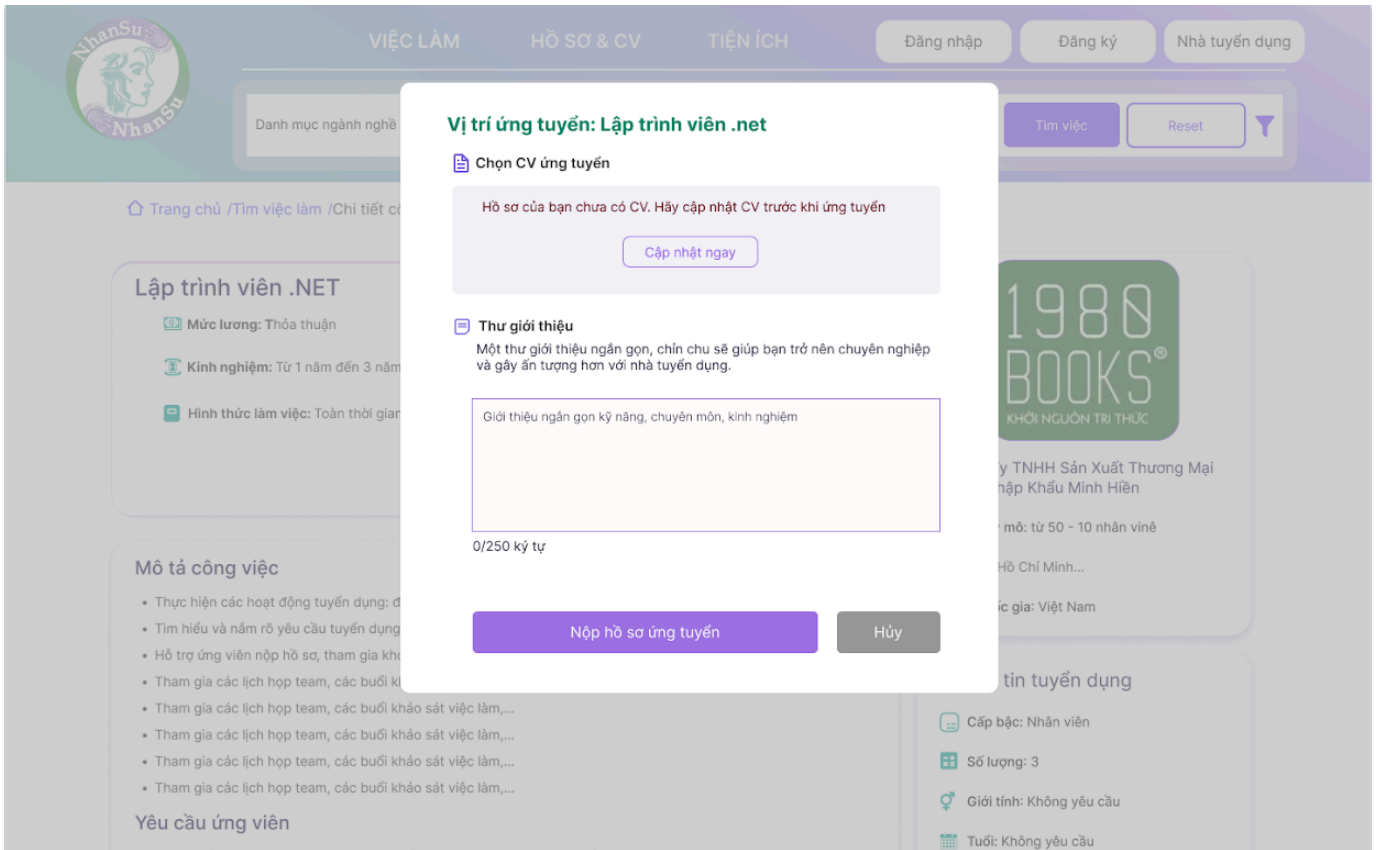 NhanSu
NhanSu
VIỆC LÀM
HỒ SƠ & CV
TIỆN ÍCH
Đăng nhập
Đăng ký
Nhà tuyển dụng
Danh mục ngành nghề
Tìm việc
Reset
Trang chủ /Tìm việc làm /Chi tiết
Vị trí ứng tuyển: Lập trình viên .net
Chọn CV ứng tuyển
Hồ sơ của bạn chưa có CV. Hãy cập nhật CV trước khi ứng tuyển
Cập nhật ngay
Thư giới thiệu
Một thư giới thiệu ngắn gọn, chỉn chu sẽ giúp bạn trở nên chuyên nghiệp
và gây ấn tượng hơn với nhà tuyển dụng.
Giới thiệu ngắn gọn kỹ năng, chuyên môn, kinh nghiệm
0/250 ký tự
Nộp hồ sơ ứng tuyển
Hủy
Lập trình viên .NET
Mức lương: Thỏa thuận
Kinh nghiệm: Từ 1 năm đến 3 năm
Hình thức làm việc: Toàn thời gian
Mô tả công việc
Thực hiện các hoạt động tuyển dụng:
Tìm hiểu và nắm rõ yêu cầu tuyển dụng
Hỗ trợ ứng viên nộp hồ sơ, tham gia
Tham gia các lịch họp team, các buổi
Tham gia các lịch họp team, các buổi khảo sát việc làm,...
Tham gia các lịch họp team, các buổi khảo sát việc làm,...
Tham gia các lịch họp team, các buổi khảo sát việc làm,...
Tham gia các lịch họp team, các buổi khảo sát việc làm,...
Yêu cầu ứng viên
1980
BOOKS®
KHỞI NGUỒN TRI THỨC
TNHH Sản Xuất Thương Mại
Khẩu Minh Hiền
mô: từ 50 - 10 nhân vinê
Hồ Chí Minh...
gia: Việt Nam
tin tuyển dụng
Cấp bậc: Nhân viên
Số lượng: 3
Giới tính: Không yêu cầu
Tuổi: Không yêu cầu